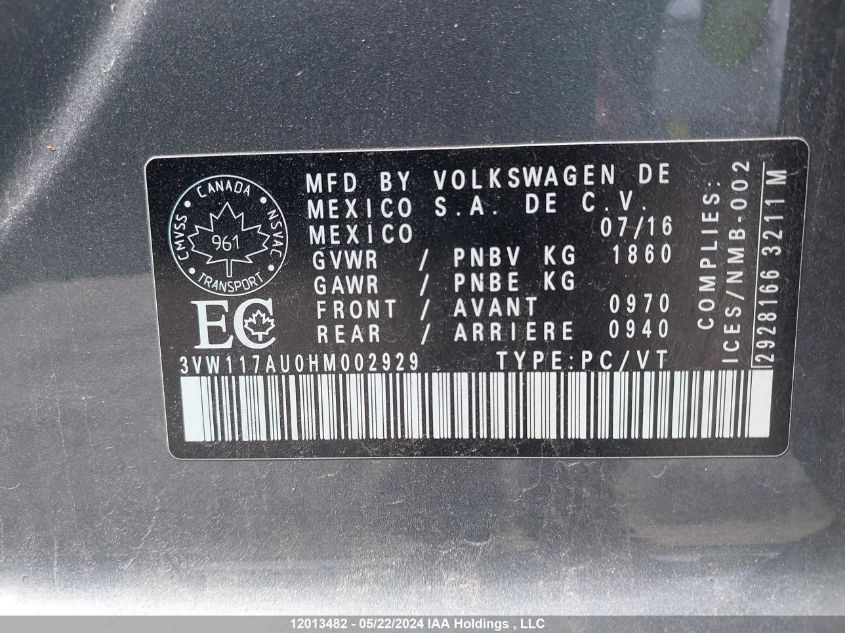 CANADA
CMVSS
NSVAC
961
TRANSPORT
EC
MFD BY VOLKSWAGEN DE
MEXICO S.A. DE C.V.
MEXICO 07/16
GVWR / PNBV KG 1860
GAWR / PNBE KG
FRONT / AVANT 0970
REAR / ARRIERE 0940
3VW117AU0HM002929 TYPE:PC/VT
COMPLIES:
ICES/NMB-002
2928166 3211M
12013482 - 05/22/2024 IAA Holdings , LLC